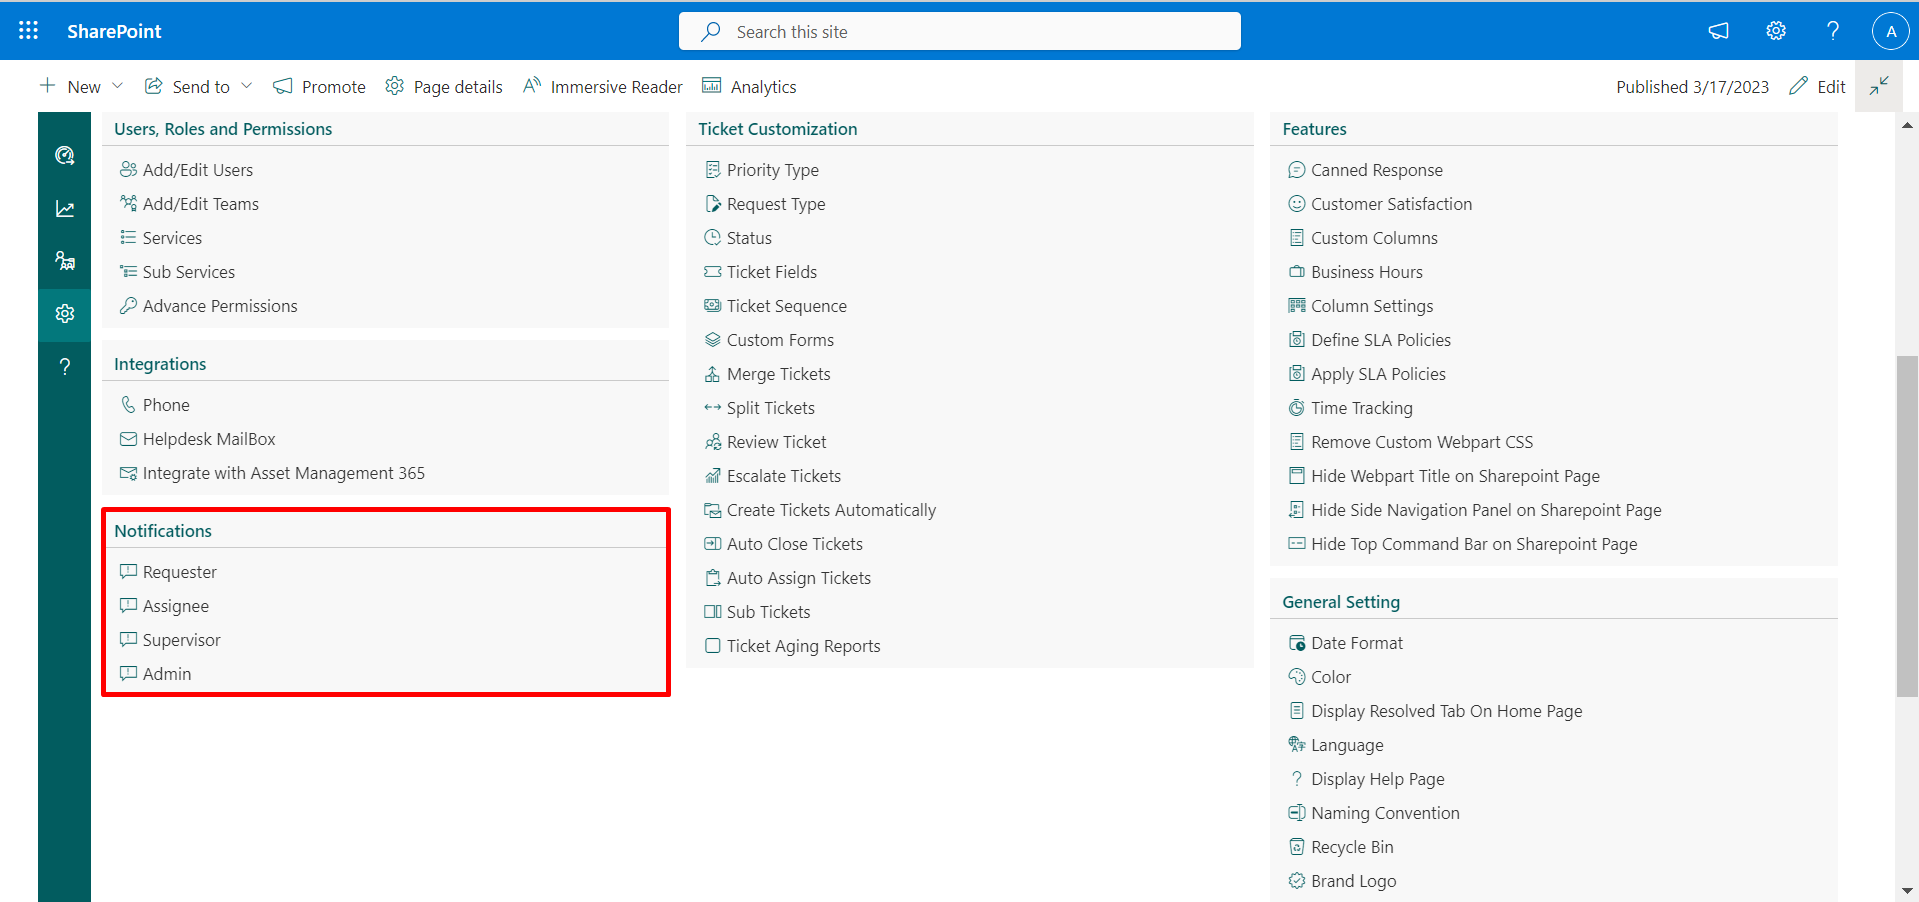 SharePoint
Search this site
?
A
New
Send to
Promote
Page details
Immersive Reader
Analytics
Published 3/17/2023
Edit
?
Users, Roles and Permissions
Add/Edit Users
Add/Edit Teams
Services
Sub Services
Advance Permissions
Integrations
Phone
Helpdesk MailBox
Integrate with Asset Management 365
Notifications
Requester
Assignee
Supervisor
Admin
Ticket Customization
Priority Type
Request Type
Status
Ticket Fields
Ticket Sequence
Custom Forms
Merge Tickets
Split Tickets
Review Ticket
Escalate Tickets
Create Tickets Automatically
Auto Close Tickets
Auto Assign Tickets
Sub Tickets
Ticket Aging Reports
Features
Canned Response
Customer Satisfaction
Custom Columns
Business Hours
Column Settings
Define SLA Policies
Apply SLA Policies
Time Tracking
Remove Custom Webpart CSS
Hide Webpart Title on Sharepoint Page
Hide Side Navigation Panel on Sharepoint Page
Hide Top Command Bar on Sharepoint Page
General Setting
Date Format
Color
Display Resolved Tab On Home Page
Language
? Display Help Page
Naming Convention
Recycle Bin
Brand Logo